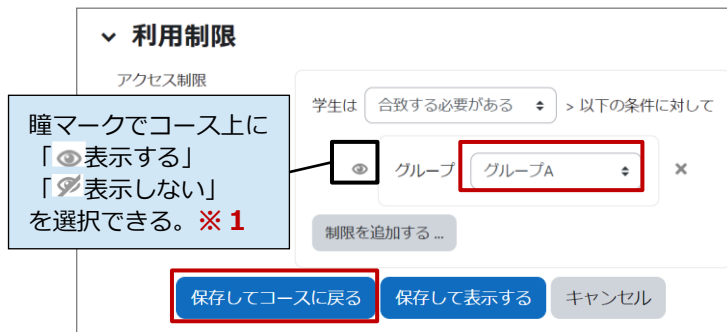 利用制限
アクセス制限
学生は 合致する必要がある > 以下の条件に対して
瞳マークでコース上に
「表示する」
「表示しない」
を選択できる。※1
グループ グループA ×
制限を追加する ...
保存してコースに戻る 保存して表示する キャンセル